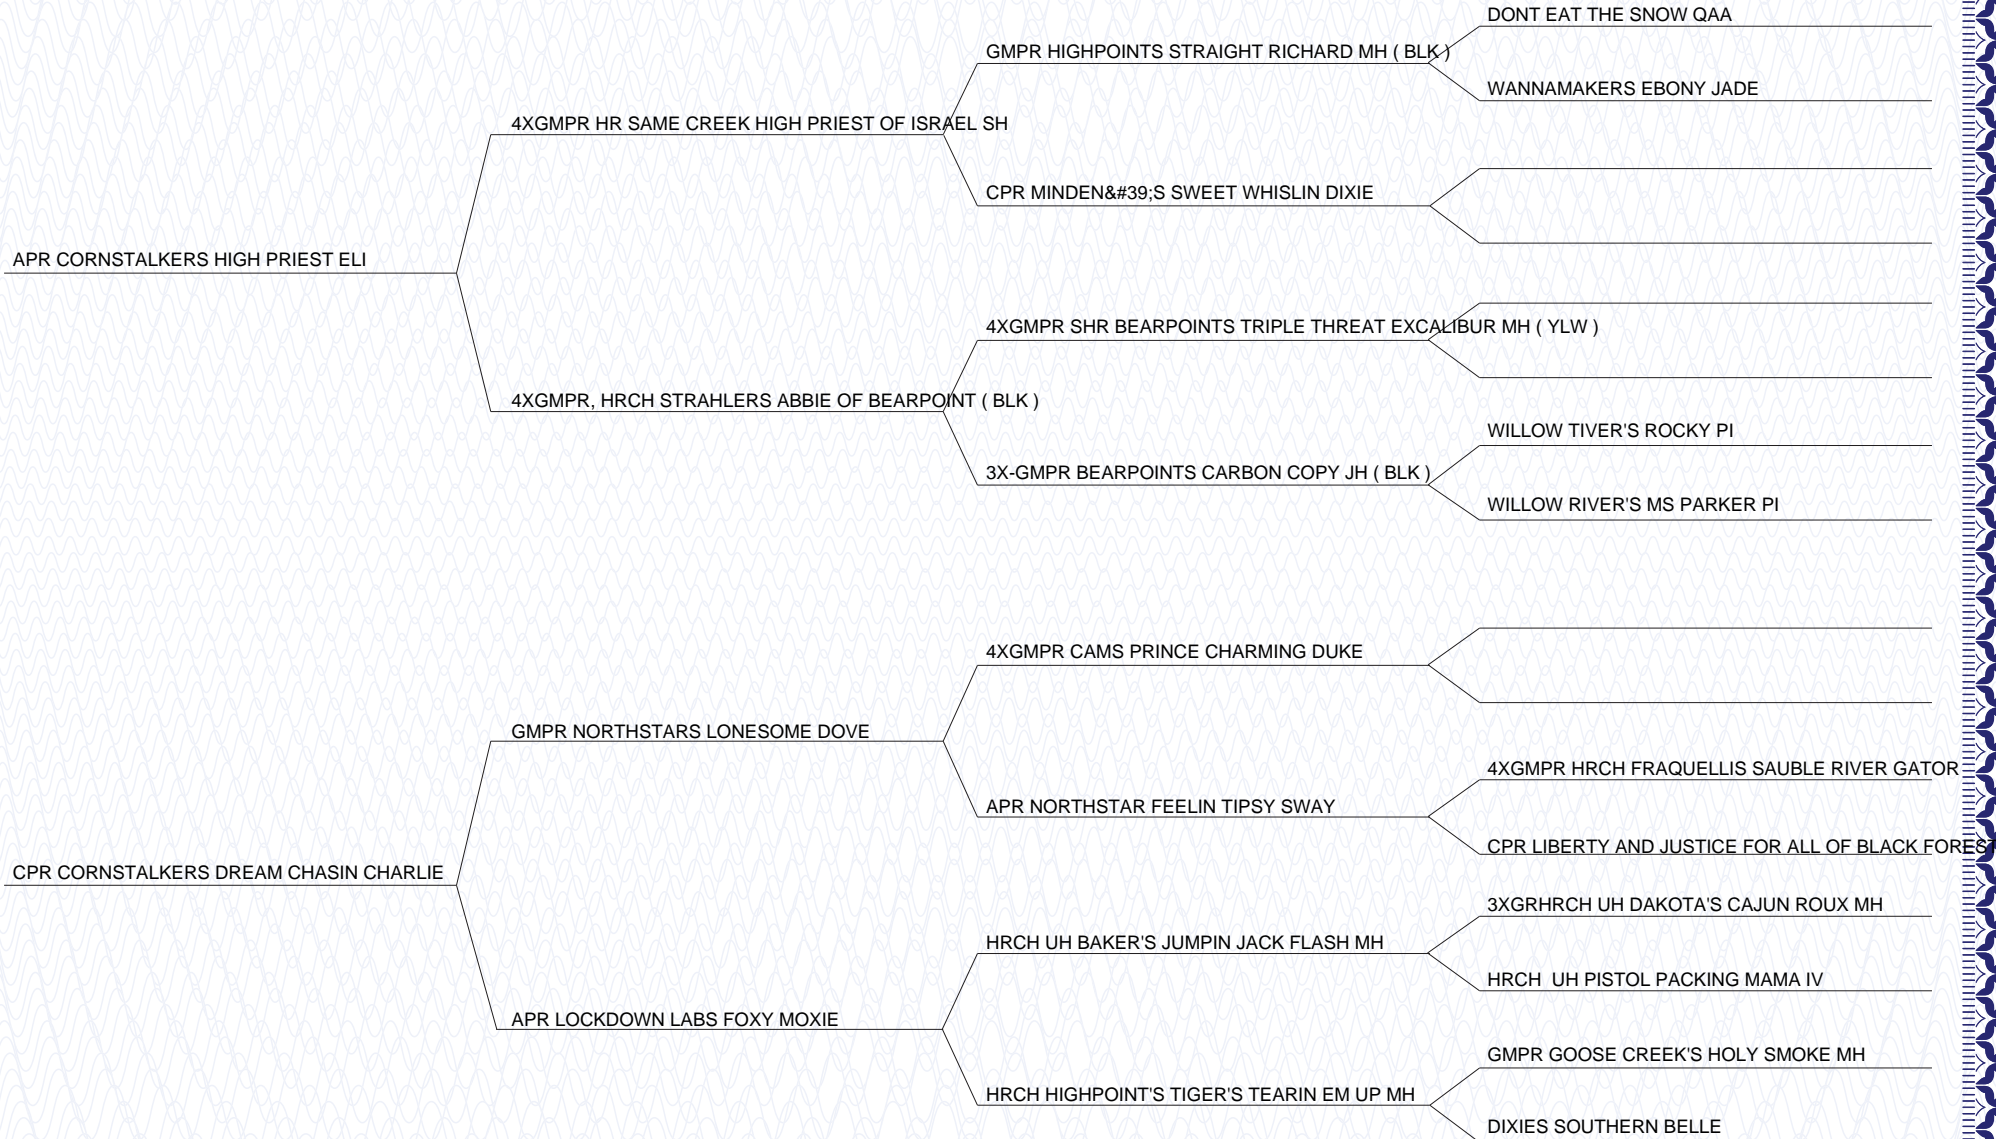 DONT EAT THE SNOW QAA
GMPR HIGHPOINTS STRAIGHT RICHARD MH ( BLK )
WANNAMAKERS EBONY JADE
4XGMPR HR SAME CREEK HIGH PRIEST OF ISRAEL SH
CPR MINDEN&#39;S SWEET WHISLIN DIXIE
APR CORNSTALKERS HIGH PRIEST ELI
4XGMPR SHR BEARPOINTS TRIPLE THREAT EXCALIBUR MH ( YLW )
4XGMPR, HRCH STRAHLERS ABBIE OF BEARPOINT ( BLK )
WILLOW TIVER'S ROCKY PI
3X-GMPR BEARPOINTS CARBON COPY JH ( BLK )
WILLOW RIVER'S MS PARKER PI
4XGMPR CAMS PRINCE CHARMING DUKE
GMPR NORTHSTARS LONESOME DOVE
4XGMPR HRCH FRAQUELLIS SAUBLE RIVER GATOR
APR NORTHSTAR FEELIN TIPSY SWAY
CPR LIBERTY AND JUSTICE FOR ALL OF BLACK FOREST
CPR CORNSTALKERS DREAM CHASIN CHARLIE
3XGRHRCH UH DAKOTA'S CAJUN ROUX MH
HRCH UH BAKER'S JUMPIN JACK FLASH MH
HRCH  UH PISTOL PACKING MAMA IV
APR LOCKDOWN LABS FOXY MOXIE
GMPR GOOSE CREEK'S HOLY SMOKE MH
HRCH HIGHPOINT'S TIGER'S TEARIN EM UP MH
DIXIES SOUTHERN BELLE